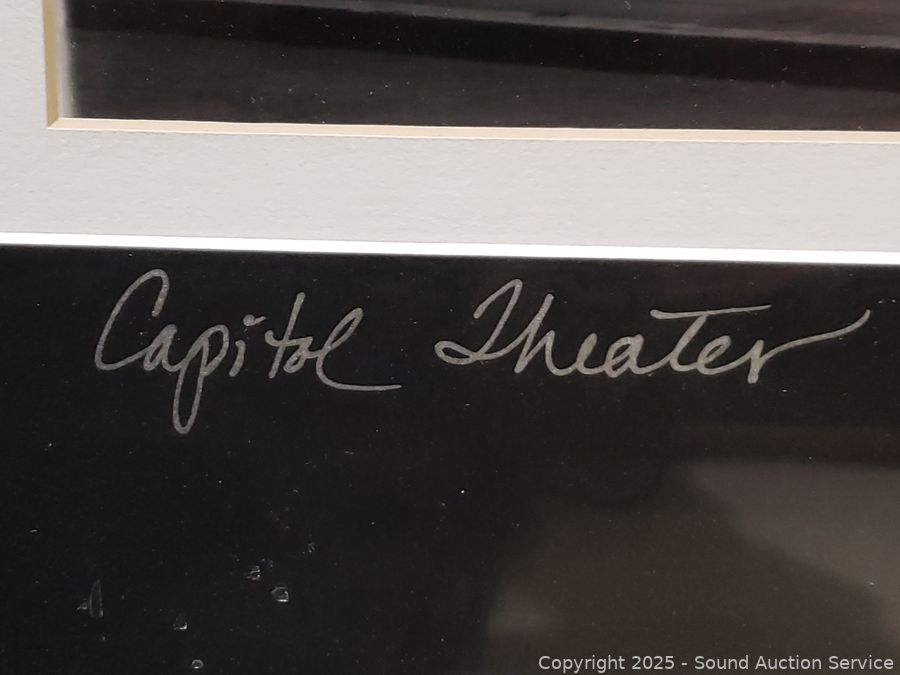 Capitol Theater
Copyright 2025 - Sound Auction Service